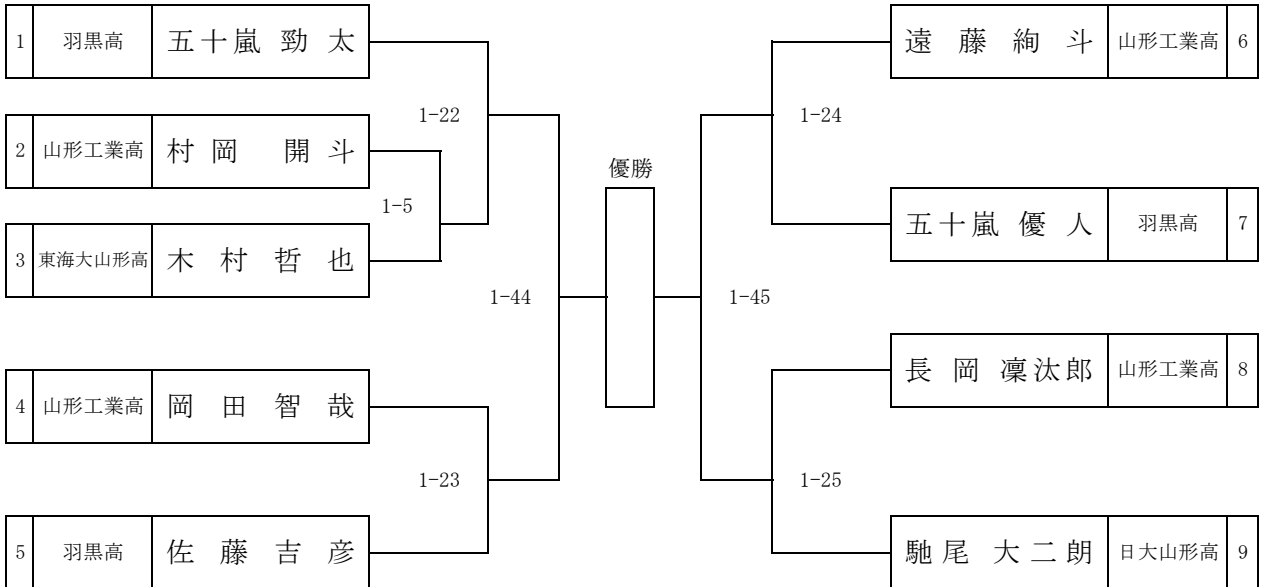 1 羽黒高 五十嵐 勁 太
1-22
2 山形工業高 村 岡 開 斗
1-5
3 東海大山形高 木 村 哲 也
1-44
4 山形工業高 岡 田 智 哉
1-23
5 羽黒高 佐 藤 吉 彦
優勝
遠 藤 絢 斗 山形工業高 6
1-24
五十嵐 優 人 羽黒高 7
1-45
長 岡 凜汰郎 山形工業高 8
1-25
馳 尾 大二朗 日大山形高 9